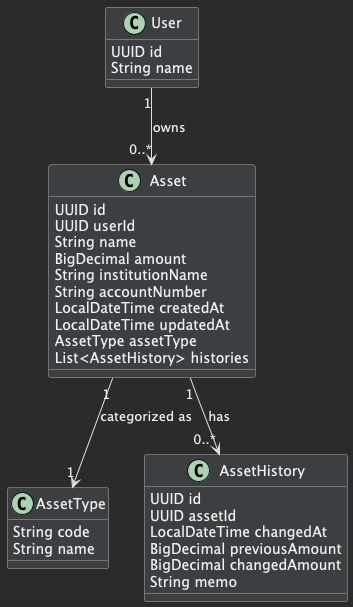 C User
UUID id
String name
1
owns
0..*
C Asset
UUID id
UUID userId
String name
BigDecimal amount
String institutionName
String accountNumber
LocalDateTime createdAt
LocalDateTime updatedAt
AssetType assetType
List<AssetHistory> histories
1
categorized as
1
1
has
0..*
C AssetType
String code
String name
C AssetHistory
UUID id
UUID assetId
LocalDateTime changedAt
BigDecimal previousAmount
BigDecimal changedAmount
String memo